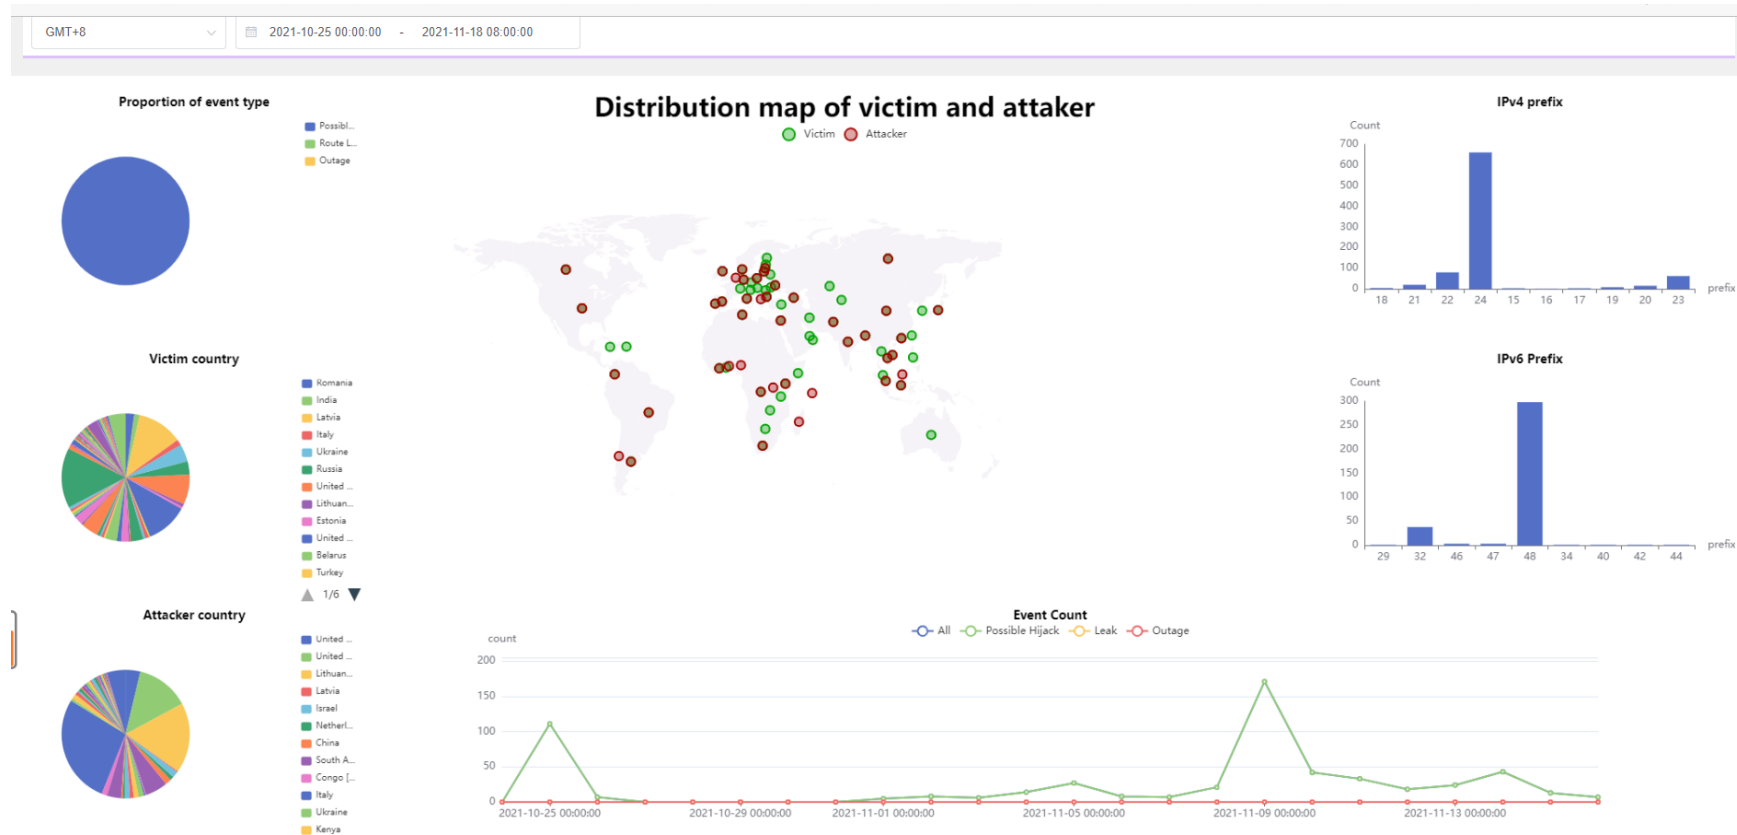 GMT+8
2021-10-25 00:00:00 - 2021-11-18 08:00:00
Proportion of event type
Possibl...
Route L...
Outage
Victim country
Romania
India
Latvia
Italy
Ukraine
Russia
United ...
Lithuan...
Estonia
United ...
Belarus
Turkey
1/6
Attacker country
United ...
United ...
Lithuan...
Latvia
Israel
Netherl...
China
South A...
Congo [...
Italy
Ukraine
Kenya
Distribution map of victim and attaker
Victim Attacker
Event Count
All Possible Hijack Leak Outage
count
200
150
100
50
0
2021-10-25 00:00:00 2021-10-29 00:00:00 2021-11-01 00:00:00 2021-11-05 00:00:00 2021-11-09 00:00:00 2021-11-13 00:00:00
IPv4 prefix
Count
700
600
500
400
300
200
100
0
18 21 22 24 15 16 17 19 20 23
prefix
IPv6 Prefix
Count
300
250
200
150
100
50
0
29 32 46 47 48 34 40 42 44
prefix